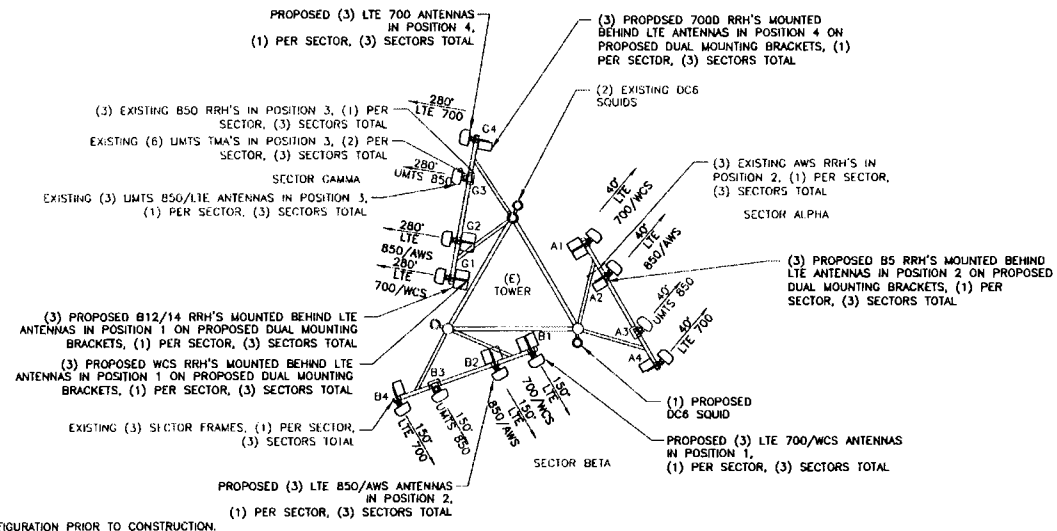 PROPOSED (3) LTE 700 ANTENNAS
IN POSITION 4,
(1) PER SECTOR, (3) SECTORS TOTAL
(3) PROPOSED 700D RRH'S MOUNTED
BEHIND LTE ANTENNAS IN POSITION 4 ON
PROPOSED DUAL MOUNTING BRACKETS, (1)
PER SECTOR, (3) SECTORS TOTAL
(2) EXISTING DC6
SQUIDS
(3) EXISTING 850 RRH'S IN POSITION 3, (1) PER
SECTOR, (3) SECTORS TOTAL
EXISTING (6) UMTS TMA'S IN POSITION 3, (2) PER
SECTOR, (3) SECTORS TOTAL
SECTOR GAMMA
EXISTING (3) UMTS 850/LTE ANTENNAS IN POSITION 3,
(1) PER SECTOR, (3) SECTORS TOTAL
280°
LTE 700
G4
280°
UMTS 850
G3
280°
LTE
850/AWS
G2
280°
LTE
700/WCS
G1
(3) EXISTING AWS RRH'S IN
POSITION 2, (1) PER SECTOR,
(3) SECTORS TOTAL
SECTOR ALPHA
40°
LTE
700/WCS
A1
40°
LTE
850/AWS
A2
40°
UMTS 850
A3
40°
LTE 700
A4
(3) PROPOSED B5 RRH'S MOUNTED BEHIND
LTE ANTENNAS IN POSITION 2 ON PROPOSED
DUAL MOUNTING BRACKETS, (1) PER
SECTOR, (3) SECTORS TOTAL
(E)
TOWER
(3) PROPOSED B12/14 RRH'S MOUNTED BEHIND LTE
ANTENNAS IN POSITION 1 ON PROPOSED DUAL MOUNTING
BRACKETS, (1) PER SECTOR, (3) SECTORS TOTAL
(3) PROPOSED WCS RRH'S MOUNTED BEHIND LTE
ANTENNAS IN POSITION 1 ON PROPOSED DUAL MOUNTING
BRACKETS, (1) PER SECTOR, (3) SECTORS TOTAL
B1
B2
B3
B4
150°
LTE
700/WCS
150°
LTE
850/AWS
150°
UMTS 850
150°
LTE 700
EXISTING (3) SECTOR FRAMES, (1) PER SECTOR,
(3) SECTORS TOTAL
(1) PROPOSED
DC6 SQUID
PROPOSED (3) LTE 700/WCS ANTENNAS
IN POSITION 1,
(1) PER SECTOR, (3) SECTORS TOTAL
SECTOR BETA
PROPOSED (3) LTE 850/AWS ANTENNAS
IN POSITION 2,
(1) PER SECTOR, (3) SECTORS TOTAL
FIGURATION PRIOR TO CONSTRUCTION.